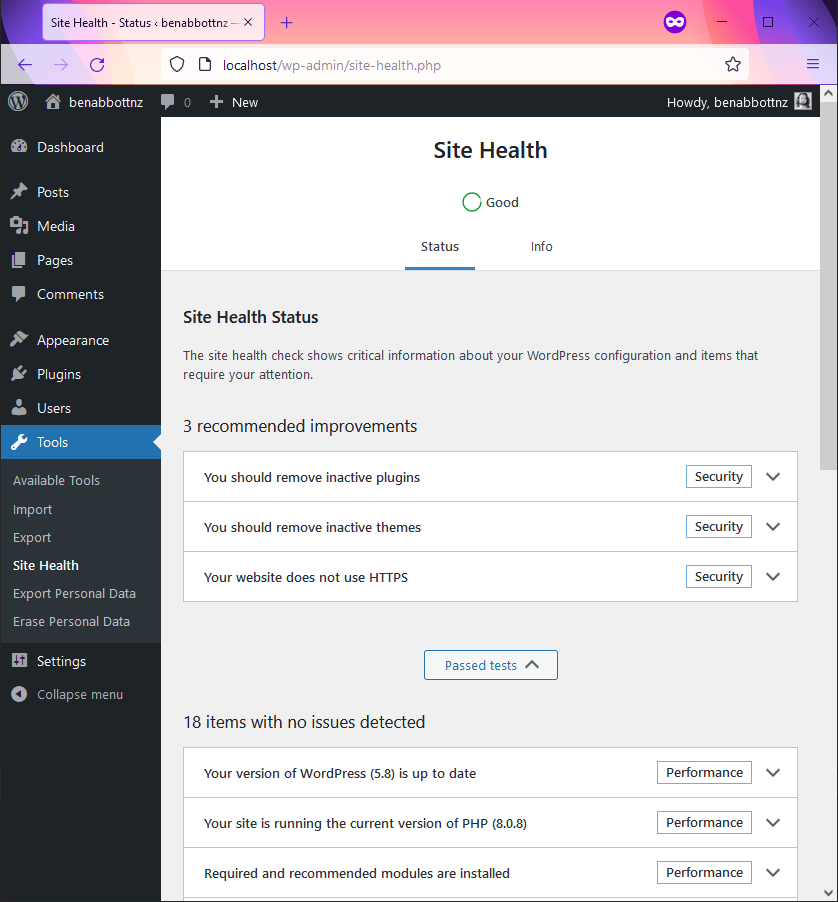 Site Health - Status ‹ benabbottnz —
localhost/wp-admin/site-health.php
benabbottnz 0 New Howdy, benabbottnz
Dashboard
Posts
Media
Pages
Comments
Appearance
Plugins
Users
Tools
Available Tools
Import
Export
Site Health
Export Personal Data
Erase Personal Data
Settings
Collapse menu
Site Health
Good
Status Info
Site Health Status
The site health check shows critical information about your WordPress configuration and items that
require your attention.
3 recommended improvements
You should remove inactive plugins Security
You should remove inactive themes Security
Your website does not use HTTPS Security
Passed tests
18 items with no issues detected
Your version of WordPress (5.8) is up to date Performance
Your site is running the current version of PHP (8.0.8) Performance
Required and recommended modules are installed Performance